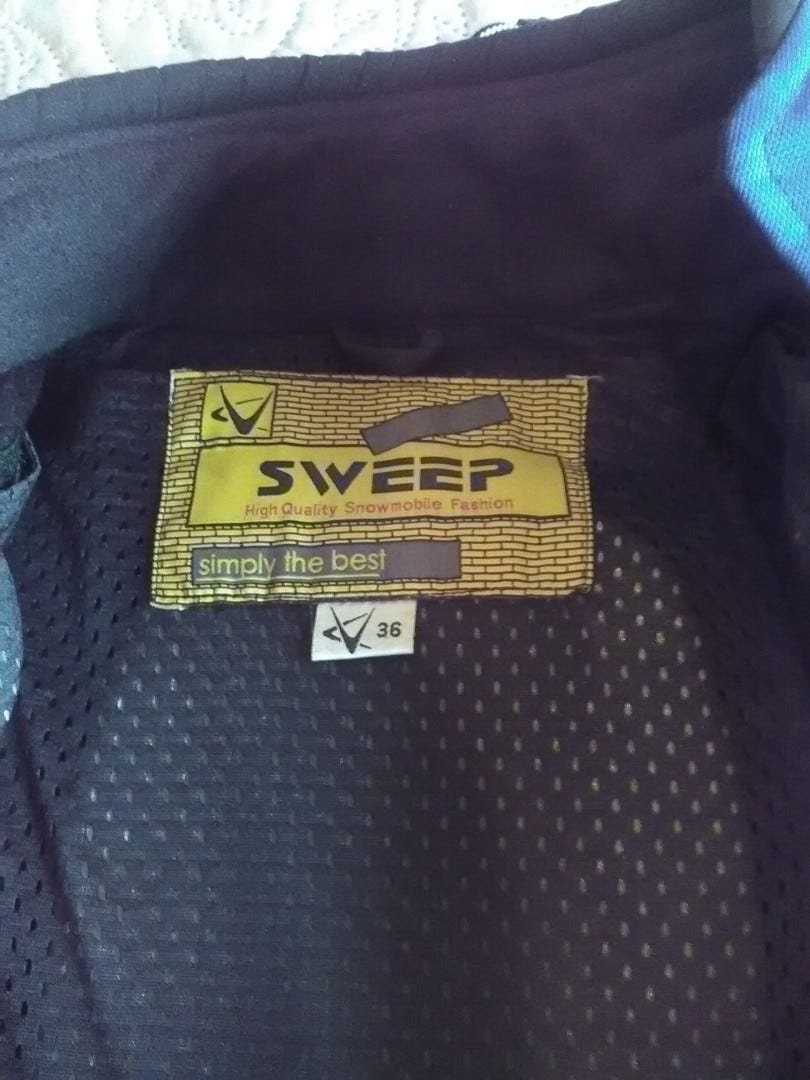 SWEEP
High Quality Snowmobile Fashion
simply the best
36